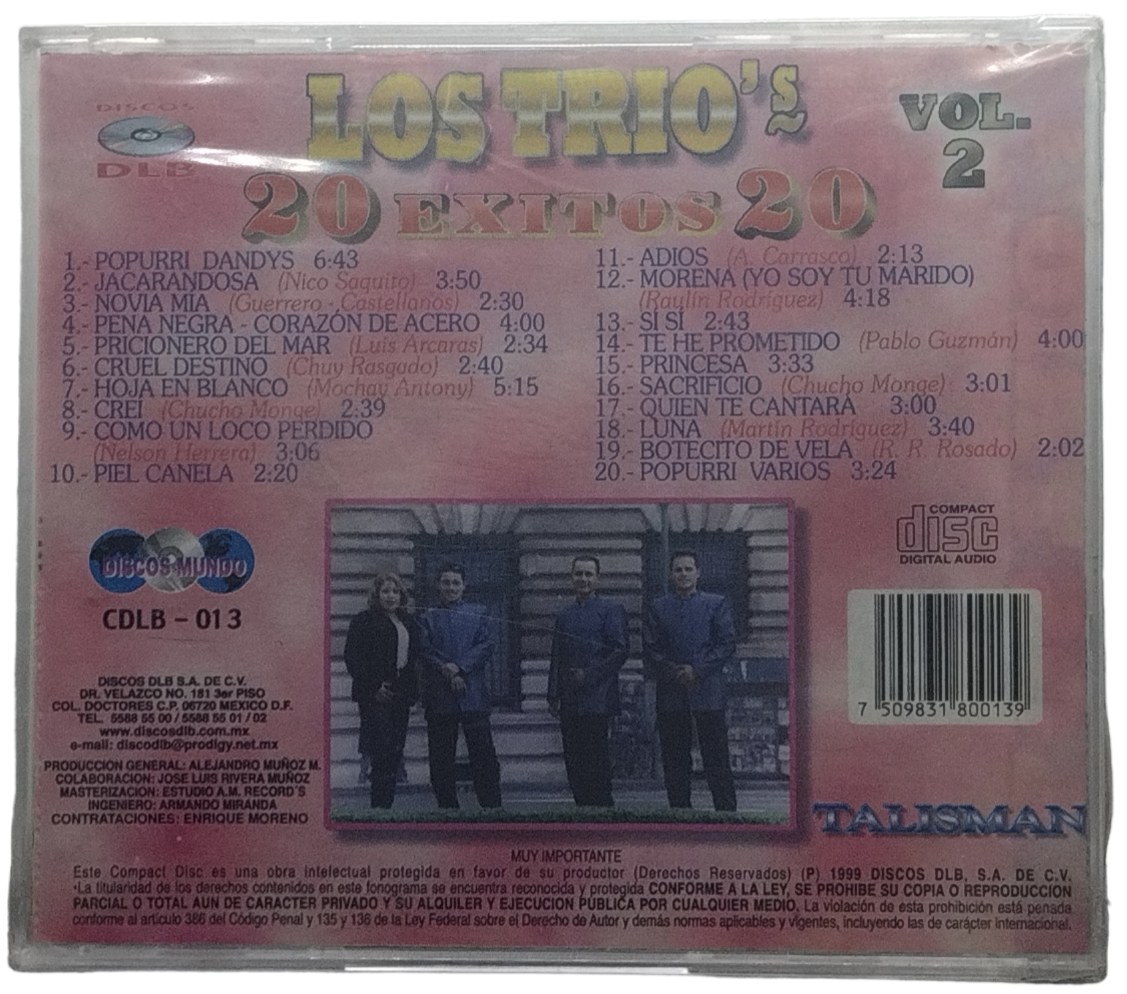 DISCOS
DLB
LOS TRIO'S
VOL.
2
20 EXITOS 20
1.- POPURRI DANDYS 6:43
2.- JACARANDOSA (Nico Saquito) 3:50
3.- NOVIA MIA (Guerrero - Castellanos) 2:30
4.- PENA NEGRA - CORAZÓN DE ACERO 4:00
5.- PRICIONERO DEL MAR (Luis Arcaras) 2:34
6.- CRUEL DESTINO (Chuy Rasgado) 2:40
7.- HOJA EN BLANCO (Mochay Antony) 5:15
8.- CREI (Chucho Monge) 2:39
9.- COMO UN LOCO PERDIDO
(Nelson Herrera) 3:06
10.- PIEL CANELA 2:20
11.- ADIOS (A. Carrasco) 2:13
12.- MORENA (YO SOY TU MARIDO)
(Raylin Rodríguez) 4:18
13.- SÍ SÍ 2:43
14.- TE HE PROMETIDO (Pablo Guzmán) 4:00
15.- PRINCESA 3:33
16.- SACRIFICIO (Chucho Monge) 3:01
17.- QUIEN TE CANTARA 3:00
18.- LUNA (Martín Rodríguez) 3:40
19.- BOTECITO DE VELA (R. R. Rosado) 2:02
20.- POPURRI VARIOS 3:24
DISCOS MUNDO
CDLB - 013
DISCOS DLB S.A. DE C.V.
DR. VELAZCO NO. 181 3er PISO
COL. DOCTORES C.P. 06720 MEXICO D.F.
TEL. 5588 55 00 / 5588 55 01 / 02
www.discosdlb.com.mx
e-mail: discodlb@prodigy.net.mx
PRODUCCIÓN GENERAL: ALEJANDRO MUÑOZ M.
COLABORACION: JOSE LUIS RIVERA MUÑOZ
MASTERIZACION: ESTUDIO A.M. RECORD'S
INGENIERO: ARMANDO MIRANDA
CONTRATACIONES: ENRIQUE MORENO
COMPACT
disc
DIGITAL AUDIO
7 509831 800139
TALISMAN
MUY IMPORTANTE
Este Compact Disc es una obra intelectual protegida en favor de su productor (Derechos Reservados) (P) 1999 DISCOS DLB, S.A. DE C.V.
•La titularidad de los derechos contenidos en este fonograma se encuentra reconocida y protegida CONFORME A LA LEY, SE PROHIBE SU COPIA O REPRODUCCION
PARCIAL O TOTAL AUN DE CARACTER PRIVADO Y SU ALQUILER Y EJECUCION PÚBLICA POR CUALQUIER MEDIO. La violación de esta prohibición está penada
conforme al artículo 386 del Código Penal y 135 y 136 de la Ley Federal sobre el Derecho de Autor y demás normas aplicables y vigentes, incluyendo las de carácter internacional.